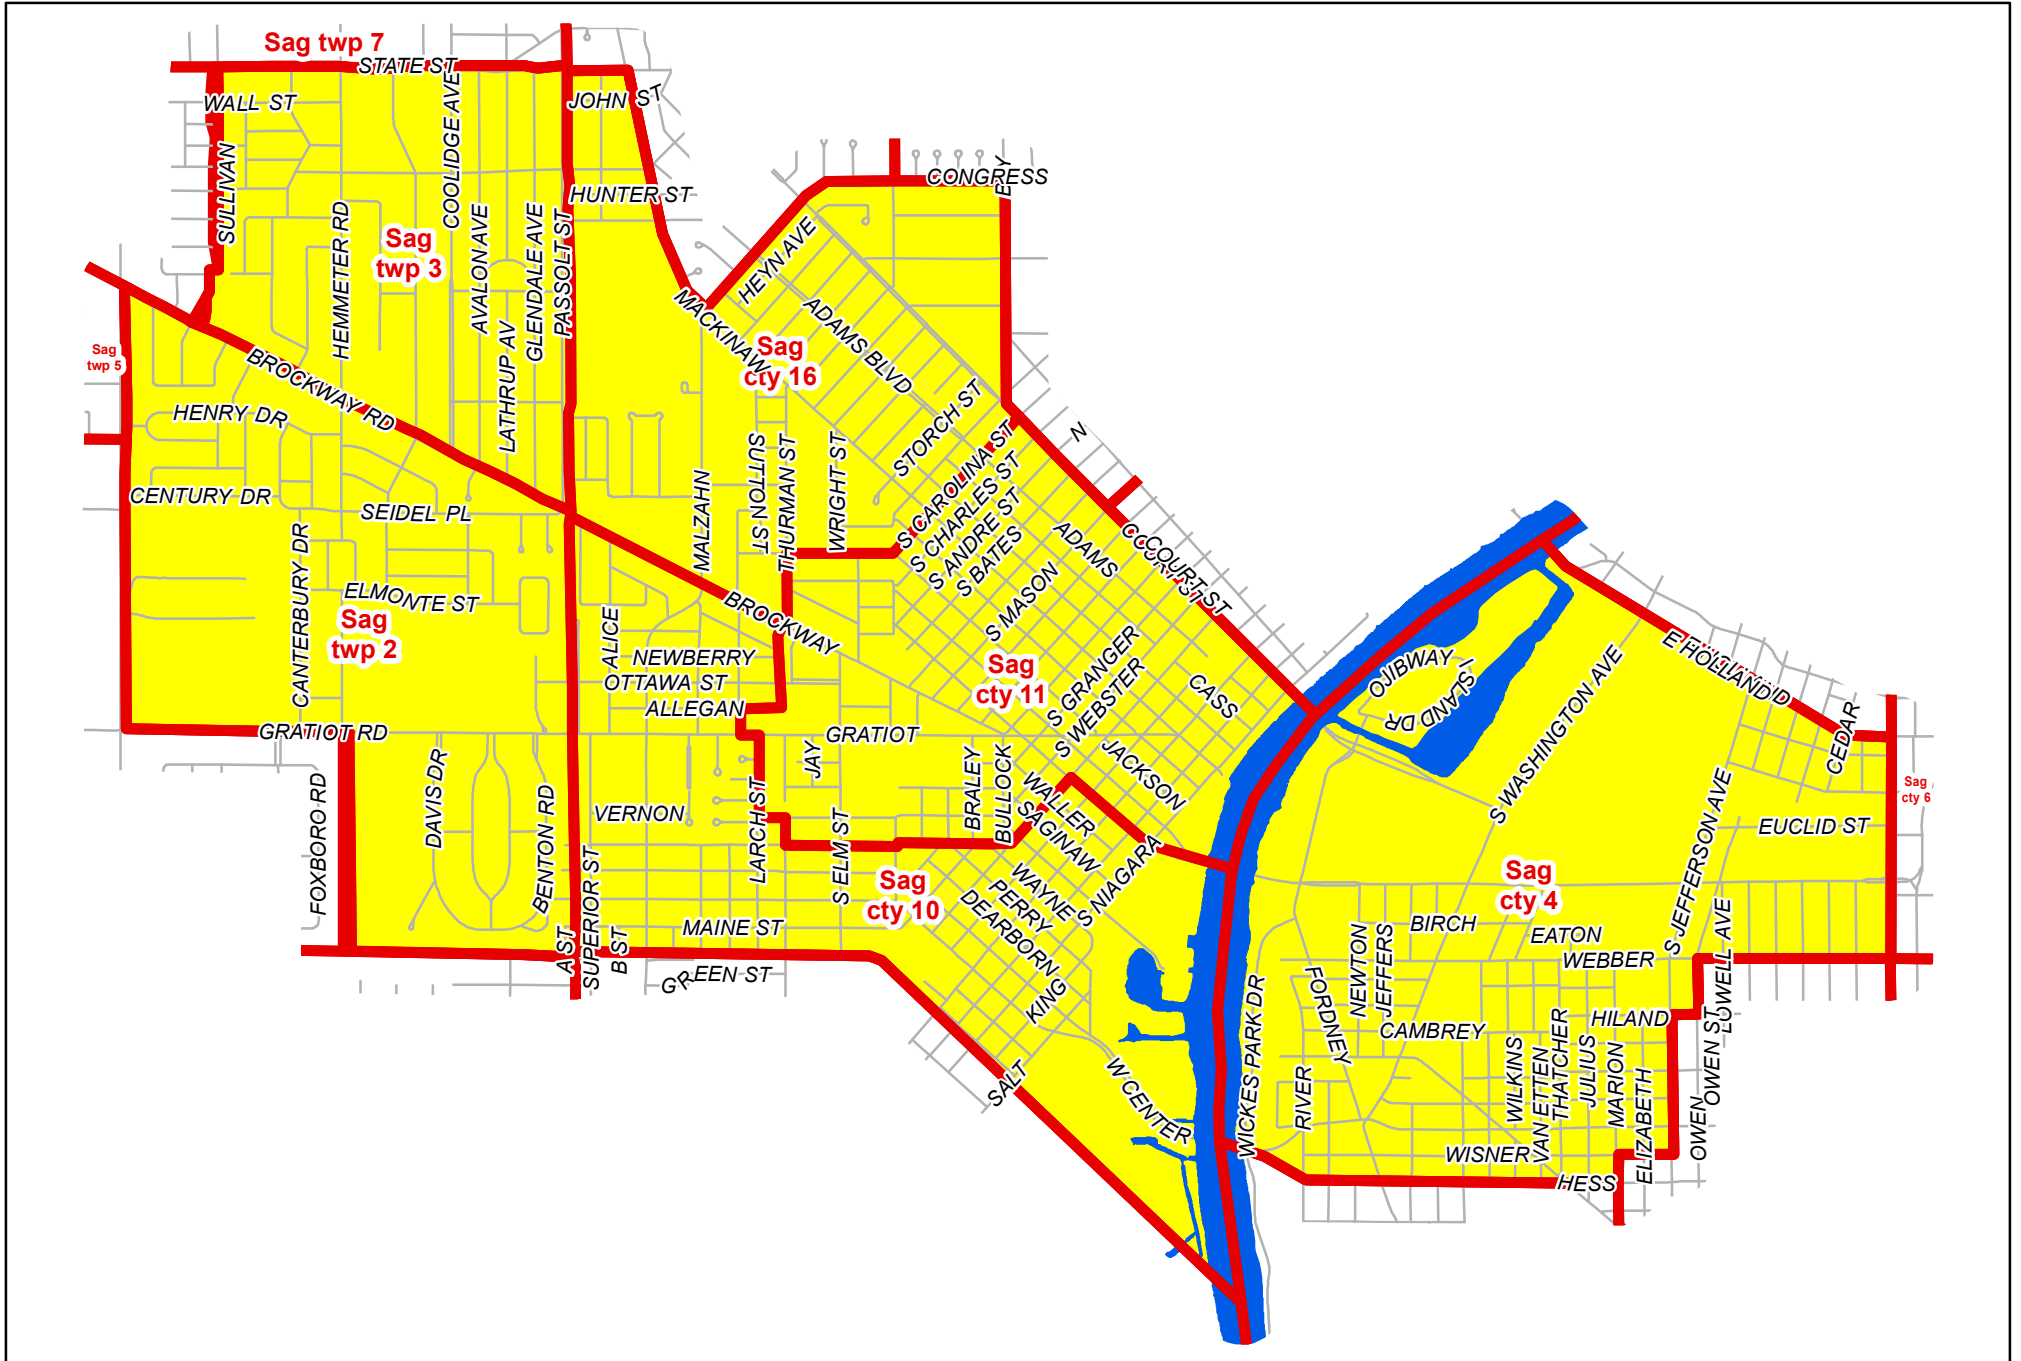 Sag twp 7
STATE ST
WALL ST
JOHN ST
SULLIVAN
COOLIDGE AVE
HUNTER ST
CONGRESS
HEMMETER RD
Sag
twp 3
AVALON AVE
GLENDALE AVE
PASSOLT ST
LATHRUP AV
HEYN AVE
ADAMS BLVD
MACKINAW
Sag
cty 16
Sag
twp 5
BROCKWAY RD
HENRY DR
STORCH ST
CENTURY DR
SEIDEL PL
MALZAHN
SUTTON ST
THURMAN ST
WRIGHT ST
S CAROLINA ST
S CHARLES ST
S ANDRE ST
S BATES
N
ADAMS
COURT ST
CANTERBURY DR
ELMONTE ST
Sag
twp 2
ALICE
BROCKWAY
S MASON
NEWBERRY
OTTAWA ST
ALLEGAN
Sag
cty 11
S GRANGER
S WEBSTER
CASS
OJIBWAY
ISLAND DR
S WASHINGTON AVE
E HOLLAND
CEDAR
GRATIOT RD
GRATIOT
JAY
BRALEY
BULLOCK
JACKSON
WALLER
SAGINAW
FOXBORO RD
DAVIS DR
BENTON RD
VERNON
LARCH ST
S ELM ST
Sag
cty 6
EUCLID ST
S JEFFERSON AVE
SUPERIOR ST
A ST
B ST
MAINE ST
GREEN ST
Sag
cty 10
WAYNE
PERRY
DEARBORN
S NIAGARA
KING
SALT
W CENTER
Sag
cty 4
BIRCH
EATON
WEBBER
NEWTON
JEFFERS
FORDNEY
WICKES PARK DR
RIVER
CAMBREY
HILAND
LOWELL AVE
OWEN ST
OWEN
WILKINS
VAN ETTEN
THATCHER
JULIUS
MARION
ELIZABETH
WISNER
HESS